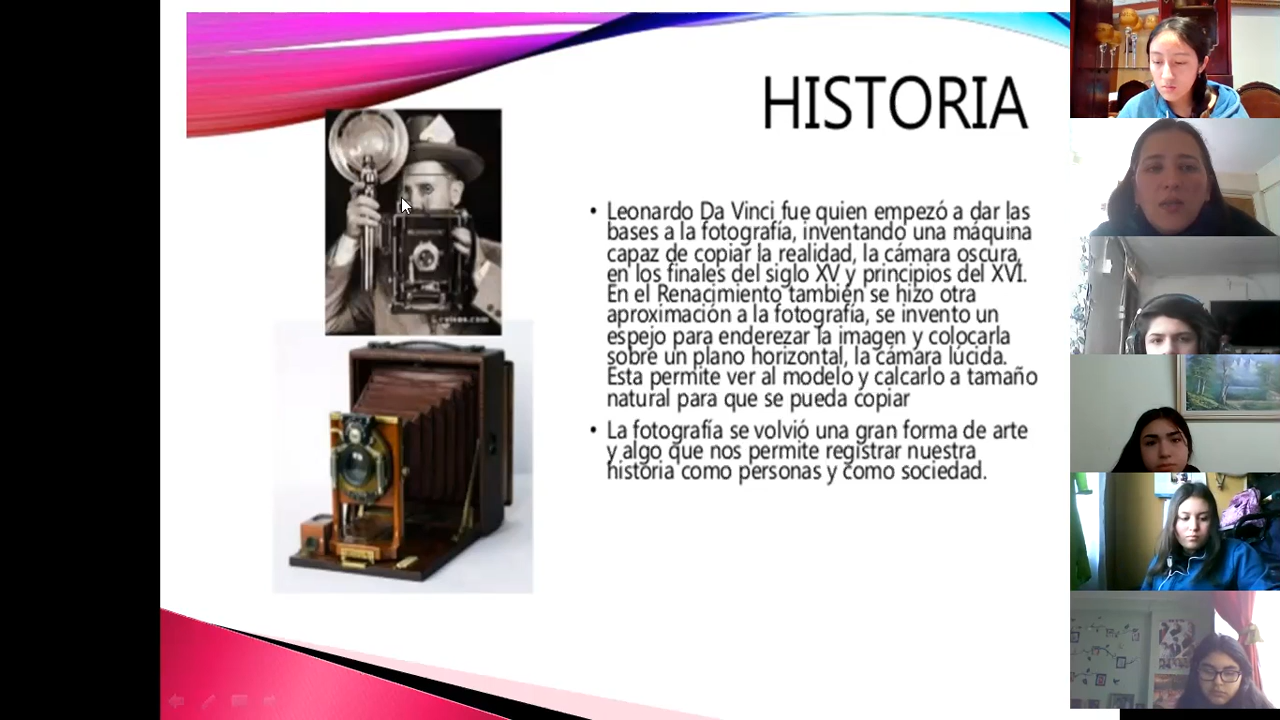 HISTORIA
• Leonardo Da Vinci fue quien empezó a dar las
bases a la fotografía, inventando una máquina
capaz de copiar la realidad, la cámara oscura,
en los finales del siglo XV y principios del XVI.
En el Renacimiento también se hizo otra
aproximación a la fotografía, se invento un
espejo para enderezar la imagen y colocarla
sobre un plano horizontal, la cámara lúcida.
Esta permite ver al modelo y calcarlo a tamaño
natural para que se pueda copiar
• La fotografía se volvió una gran forma de arte
y algo que nos permite registrar nuestra
historia como personas y como sociedad.